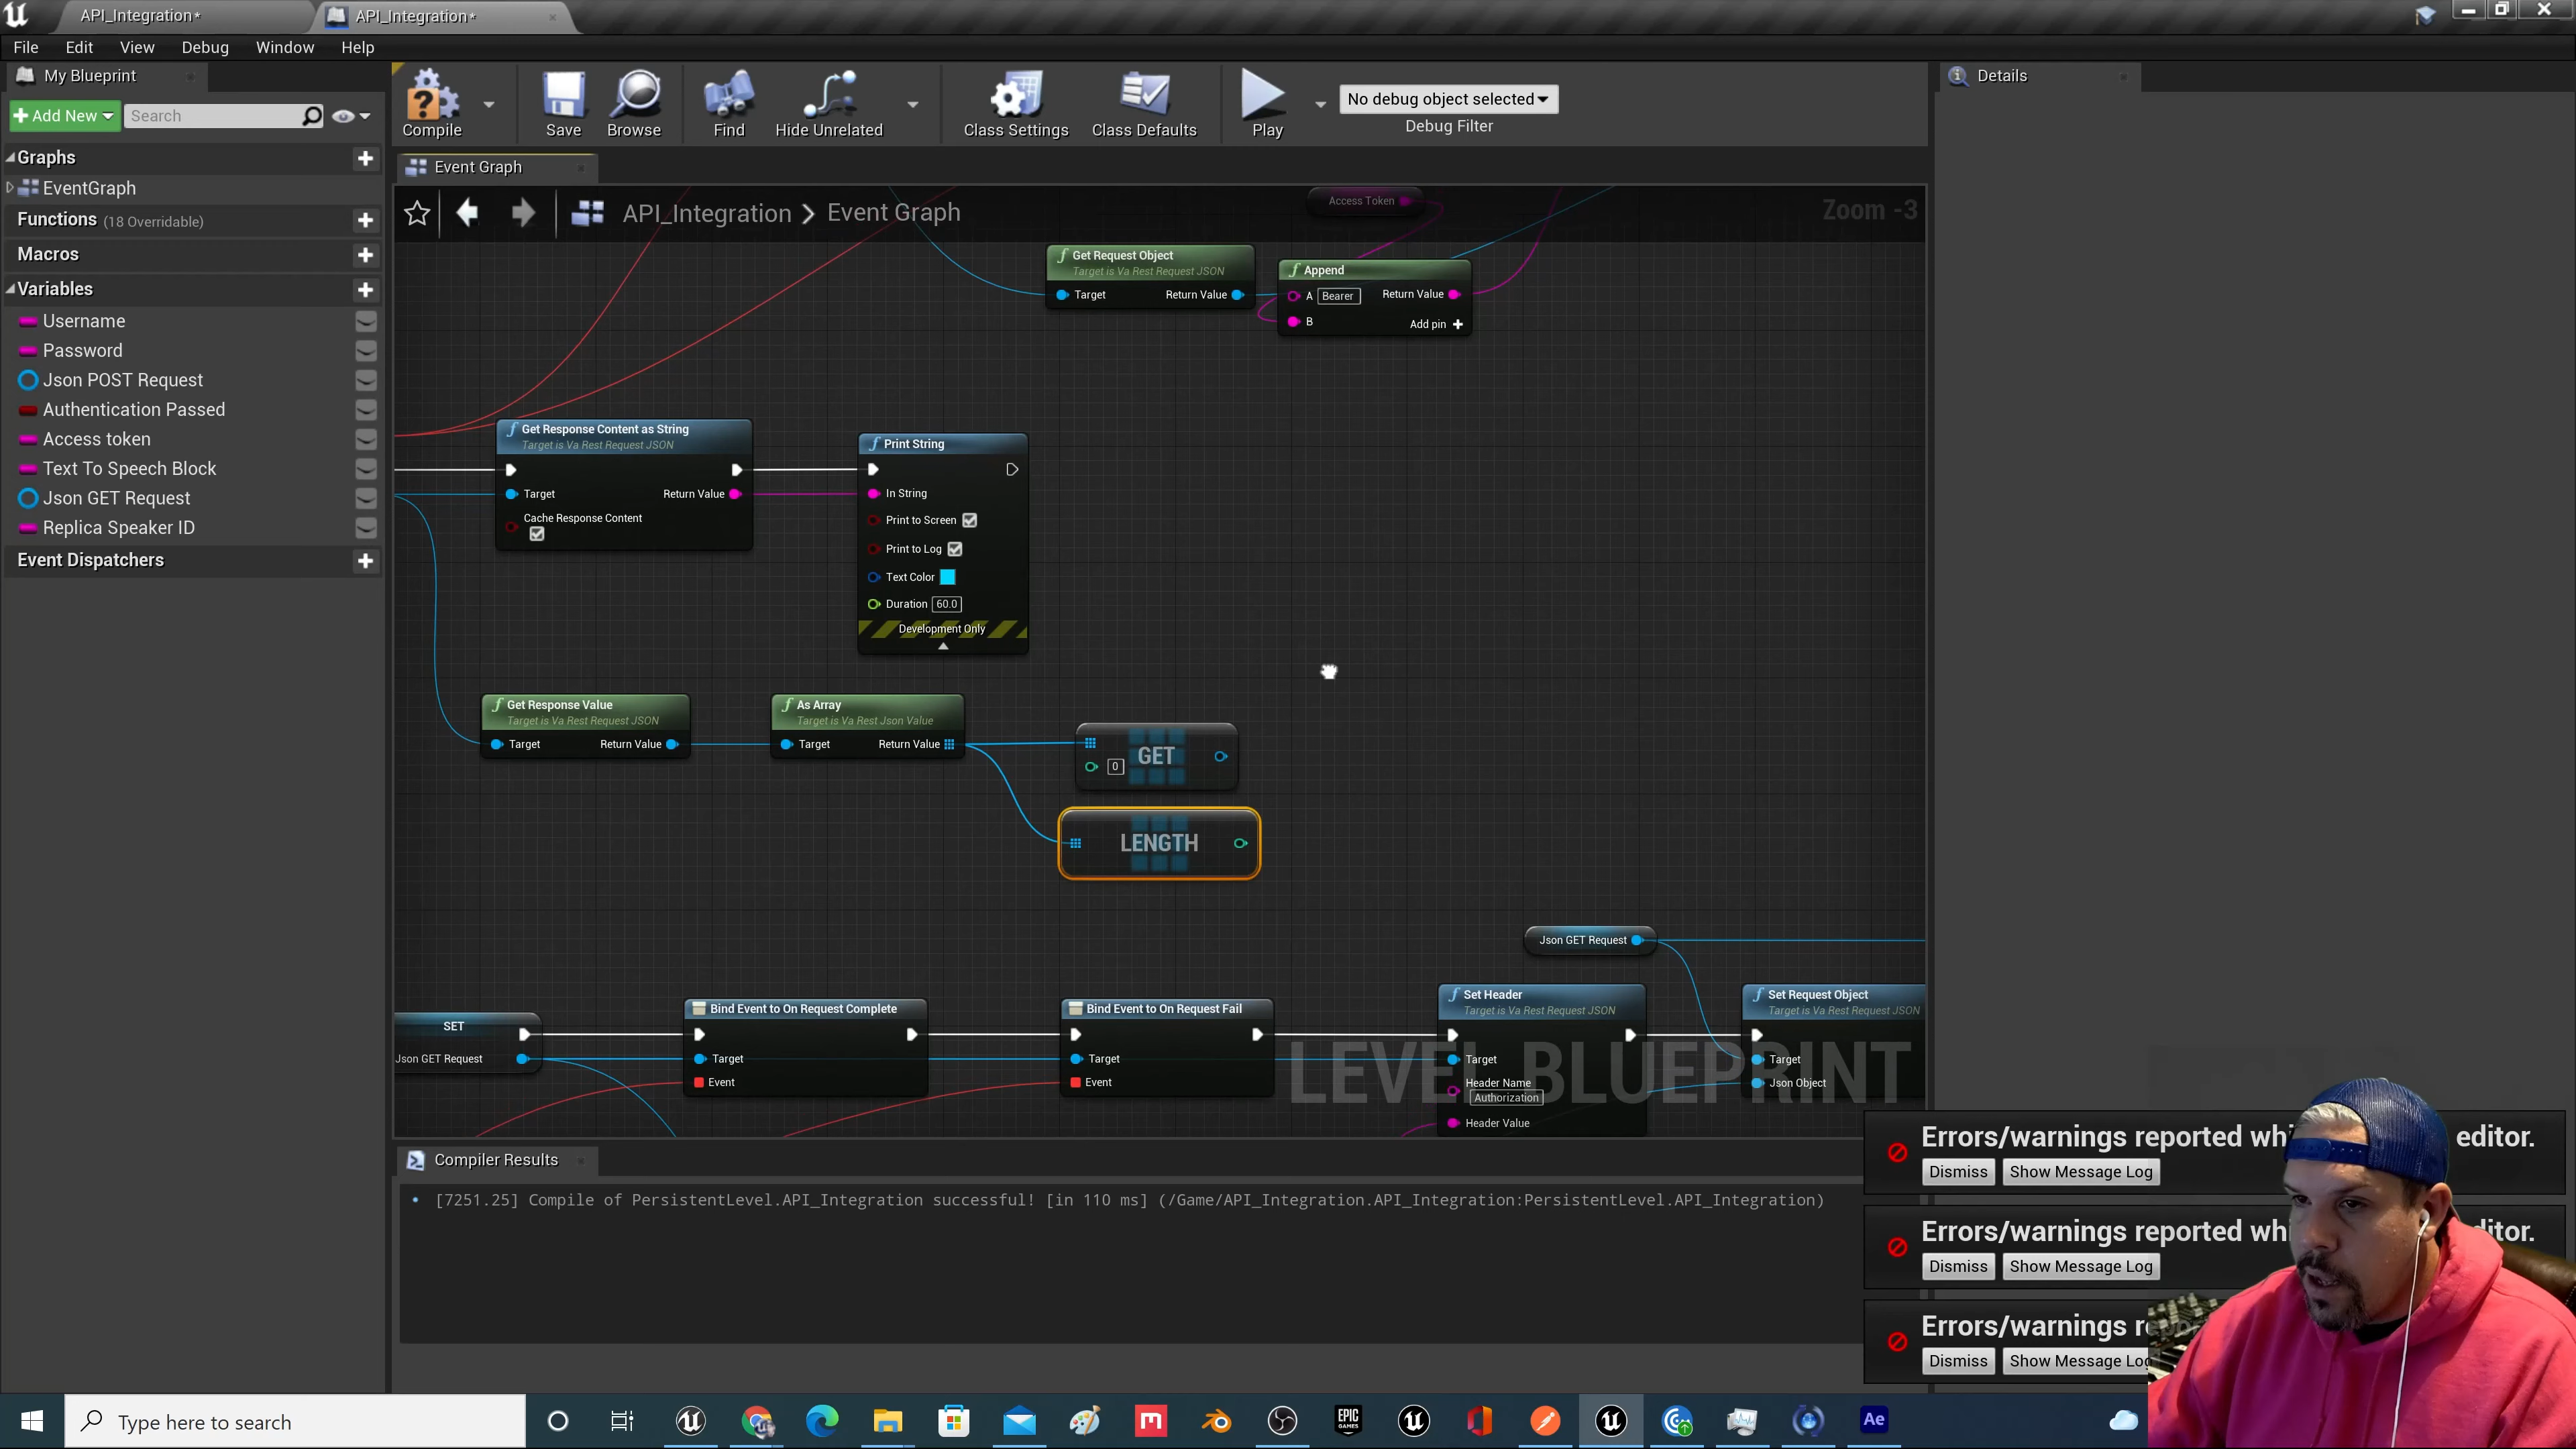 API_Integration*
API_Integration*
File Edit View Debug Window Help
My Blueprint
Add New
Search
Graphs
EventGraph
Functions (18 Overridable)
Macros
Variables
Username
Password
Json POST Request
Authentication Passed
Access token
Text To Speech Block
Json GET Request
Replica Speaker ID
Event Dispatchers
Compile
Save
Browse
Find
Hide Unrelated
Class Settings
Class Defaults
Play
No debug object selected
Debug Filter
Details
Event Graph
API_Integration > Event Graph
Zoom -3
Access Token
Get Request Object
Target is Va Rest Request JSON
Target Return Value
Append
A Bearer Return Value
B Add pin
Get Response Content as String
Target is Va Rest Request JSON
Target Return Value
Cache Response Content
Print String
In String
Print to Screen
Print to Log
Text Color
Duration 60.0
Development Only
Get Response Value
Target is Va Rest Request JSON
Target Return Value
As Array
Target is Va Rest Json Value
Target Return Value
GET
0
LENGTH
Json GET Request
SET
Json GET Request
Bind Event to On Request Complete
Target
Event
Bind Event to On Request Fail
Target
Event
Set Header
Target is Va Rest Request JSON
Target
Header Name
Authorization
Header Value
Set Request Object
Target is Va Rest Request JSON
Target
Json Object
LEVEL BLUEPRINT
Compiler Results
[7251.25] Compile of PersistentLevel.API_Integration successful! [in 110 ms] (/Game/API_Integration.API_Integration:PersistentLevel.API_Integration)
Errors/warnings reported whi editor.
Dismiss Show Message Log
Errors/warnings reported whi ditor.
Dismiss Show Message Log
Errors/warnings
Dismiss Show Message Log
Type here to search
EPIC
GAMES
Ae